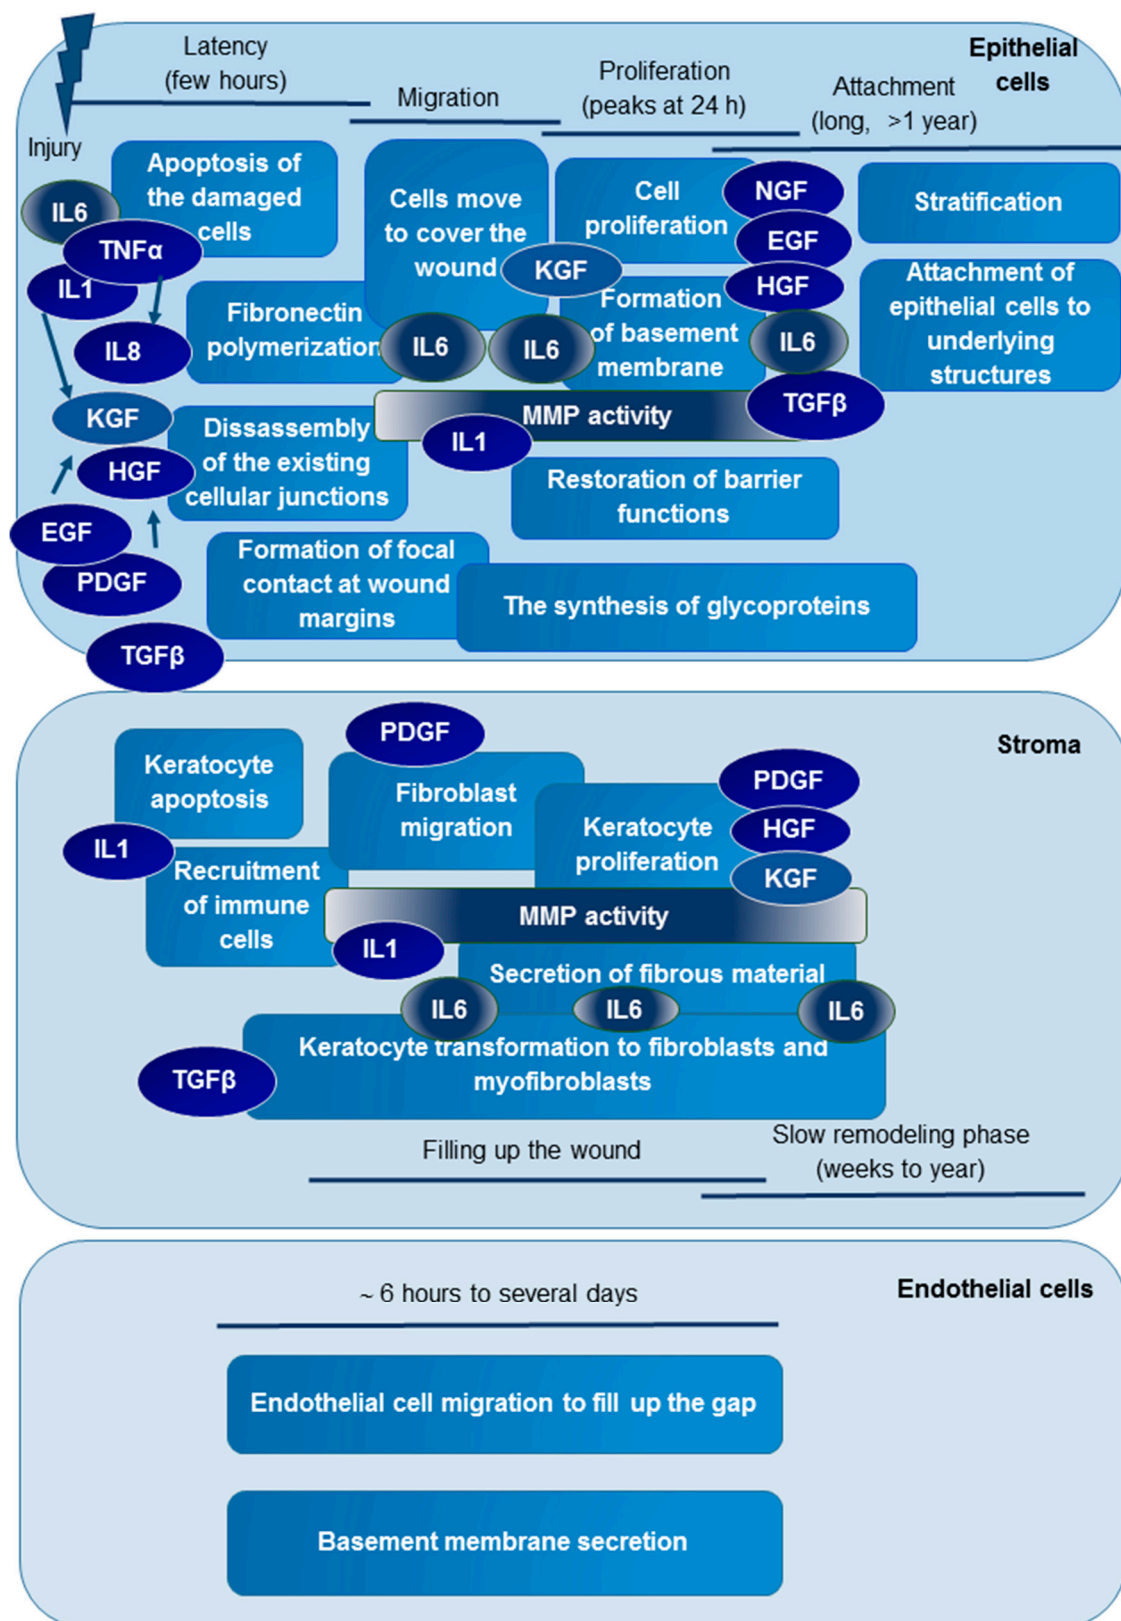 Epithelial
cells
Latency
(few hours)
Migration
Proliferation
(peaks at 24 h)
Attachment
(long, >1 year)
Injury
IL6
TNFα
IL1
IL8
Apoptosis of
the damaged
cells
Fibronectin
polymerization
KGF
HGF
EGF
PDGF
TGFβ
Dissassembly
of the existing
cellular junctions
Formation of focal
contact at wound
margins
Cells move
to cover the
wound
KGF
IL6
IL6
Cell
proliferation
Formation
of basement
membrane
NGF
EGF
HGF
IL6
TGFβ
Stratification
Attachment of
epithelial cells to
underlying
structures
MMP activity
IL1
Restoration of barrier
functions
The synthesis of glycoproteins
Stroma
Keratocyte
apoptosis
IL1
Recruitment
of immune
cells
PDGF
Fibroblast
migration
Keratocyte
proliferation
PDGF
HGF
KGF
MMP activity
IL1
Secretion of fibrous material
IL6
IL6
IL6
Keratocyte transformation to fibroblasts and
myofibroblasts
TGFβ
Filling up the wound
Slow remodeling phase
(weeks to year)
Endothelial cells
~ 6 hours to several days
Endothelial cell migration to fill up the gap
Basement membrane secretion